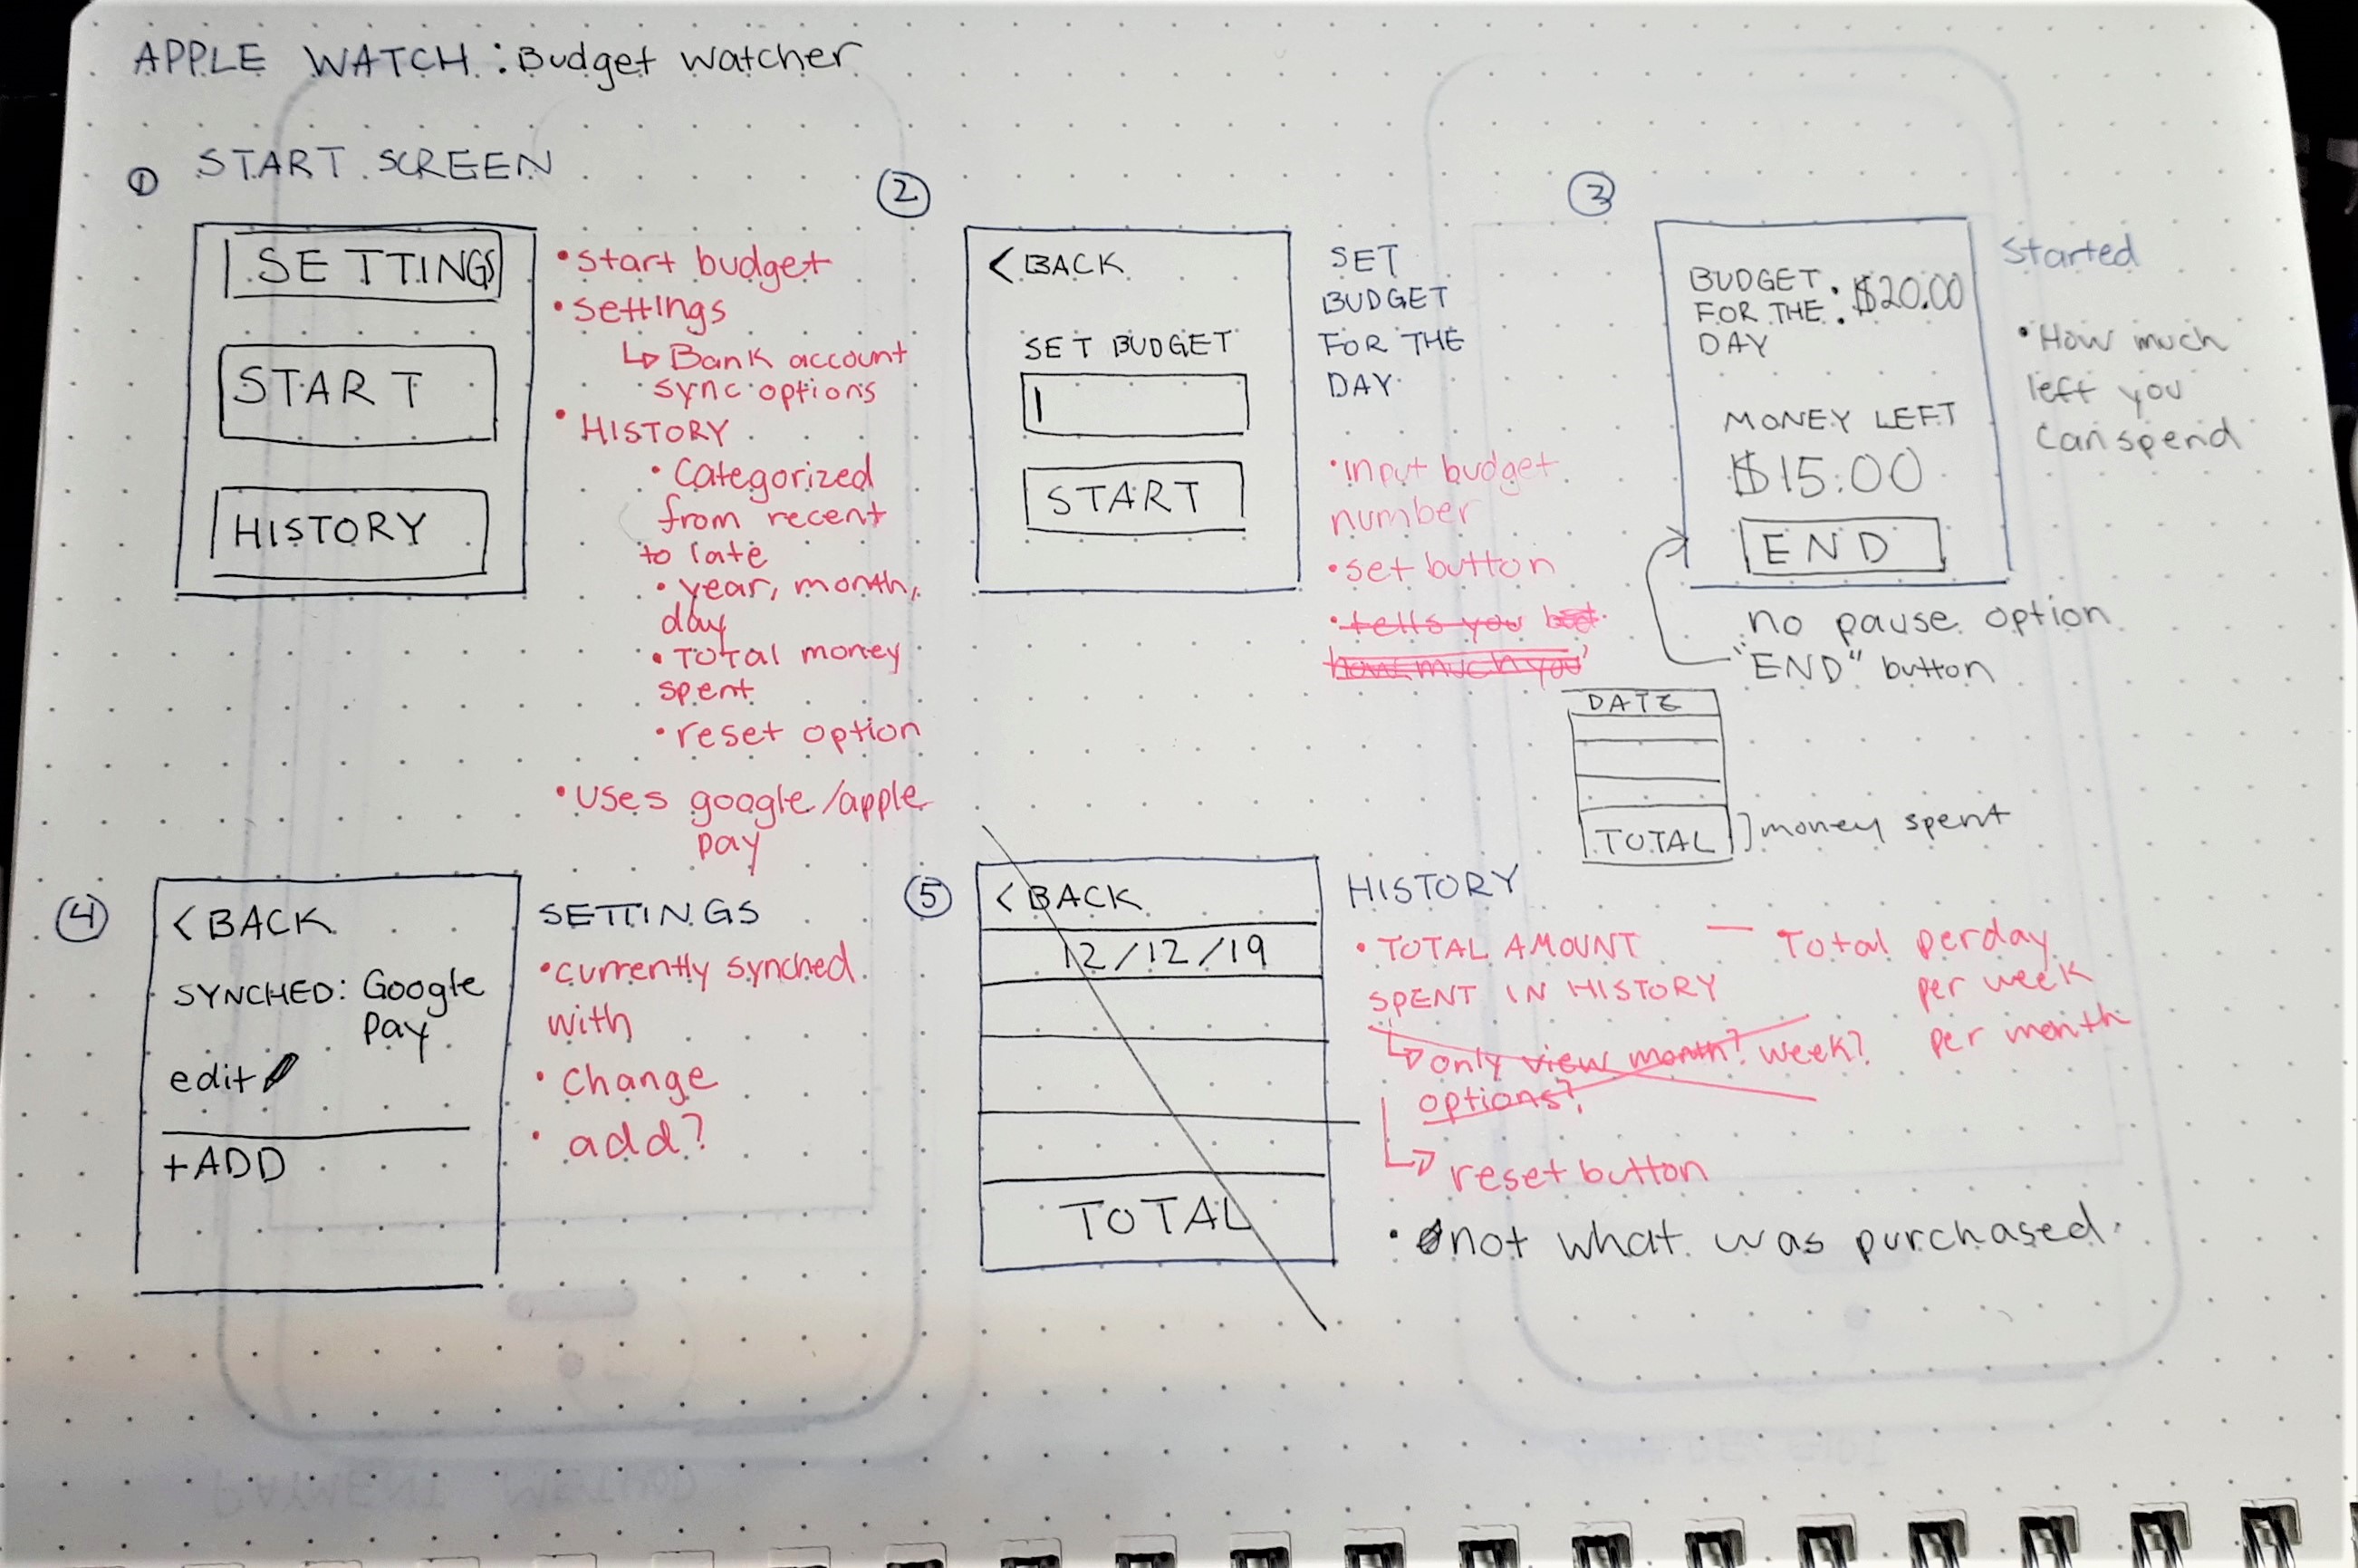 APPLE WATCH: Budget Watcher
① START SCREEN
SETTINGS
START
HISTORY
• start budget
• settings
↳ Bank account
sync options
• HISTORY
• Categorized
from recent
to late
• year, month,
day
• TOTAL money
spent
• reset option
• uses google/apple
pay
②
< BACK
SET BUDGET
START
SET
BUDGET
FOR THE
DAY
• input budget
number
• set button
• tells you
how much you
③
BUDGET
FOR THE : $20.00
DAY
MONEY LEFT
$15.00
END
Started
• How much
left you
can spend
no pause option
"END" button
DATE
TOTAL
money spent
④
< BACK
SYNCHED: Google
Pay
edit
+ADD
SETTINGS
• currently synched
with
• change
• add?
⑤
< BACK
12/12/19
TOTAL
HISTORY
• TOTAL AMOUNT
SPENT IN HISTORY
— Total per day
per week
per month
↳ only view month? week?
options?
↳ reset button
• not what was purchased.